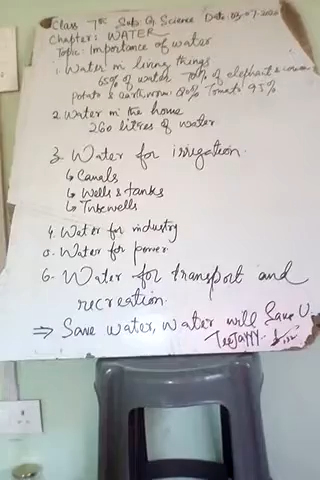 Class 7th Sub: Science Date: 03-07-2020
Chapter: WATER
Topic: Importance of water
1. Water in living things
65% of water 70% of elephant &
Potato & earthworm 80% Tomato 95%
2. Water in the home
260 litres of water
3. Water for irrigation
↳ Canals
↳ Wells & tanks
↳ Tubewells
4. Water for industry
5. Water for power
6. Water for transport and
recreation.
⇒ Save water, Water will Save U